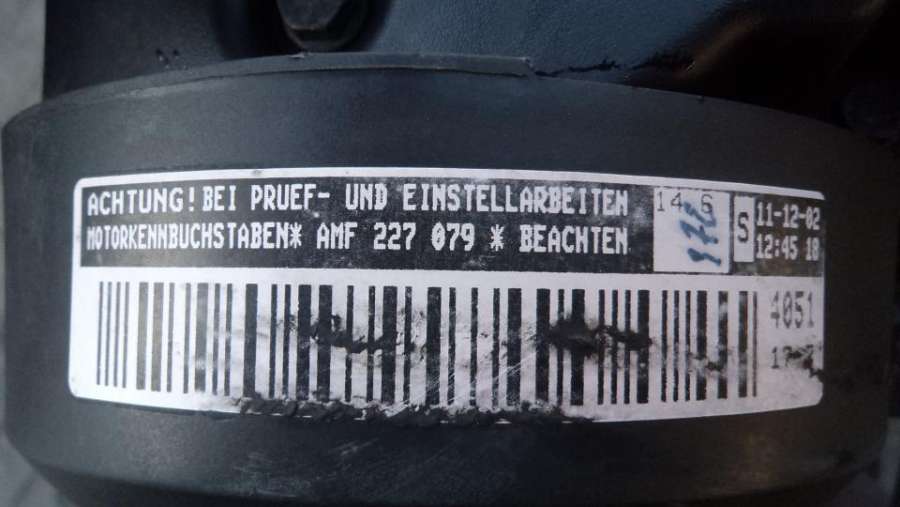 ACHTUNG! BEI PRUEF- UND EINSTELLARBEITEN
MOTORKENNBUCHSTABEN* AMF 227 079 * BEACHTEN
14.6
S
11-12-02
12:45 18
4051